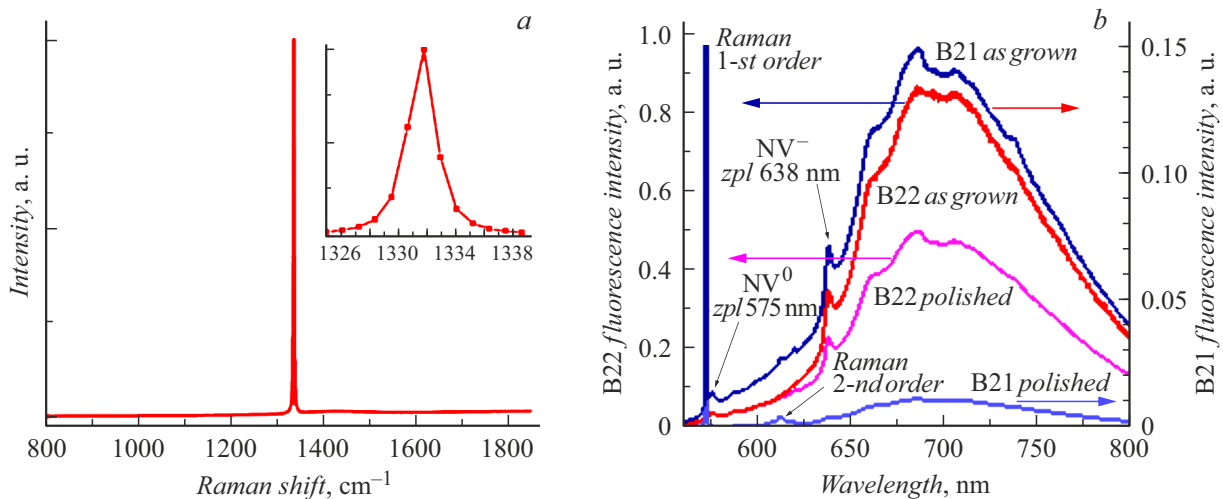 a
Intensity, a. u.
1326 1330 1334 1338
800 1000 1200 1400 1600 1800
Raman shift, cm⁻¹
b
B22 fluorescence intensity, a. u.
1.0
0.8
0.6
0.4
0.2
0
Raman
1-st order
B21 as grown
NV⁻
zpl 638 nm
B22 as grown
NV⁰
zpl 575 nm
B22 polished
Raman
2-nd order
B21 polished
0.15
0.10
0.05
0
B21 fluorescence intensity, a. u.
600 650 700 750 800
Wavelength, nm